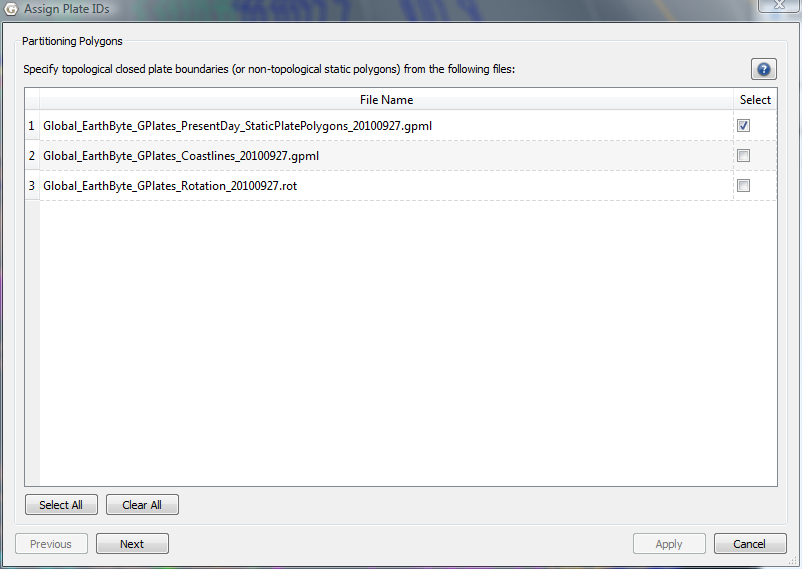 Assign Plate IDs
Partitioning Polygons
Specify topological closed plate boundaries (or non-topological static polygons) from the following files:
File Name Select
1 Global_EarthByte_GPlates_PresentDay_StaticPlatePolygons_20100927.gpml
2 Global_EarthByte_GPlates_Coastlines_20100927.gpml
3 Global_EarthByte_GPlates_Rotation_20100927.rot
Select All Clear All
Previous Next Apply Cancel